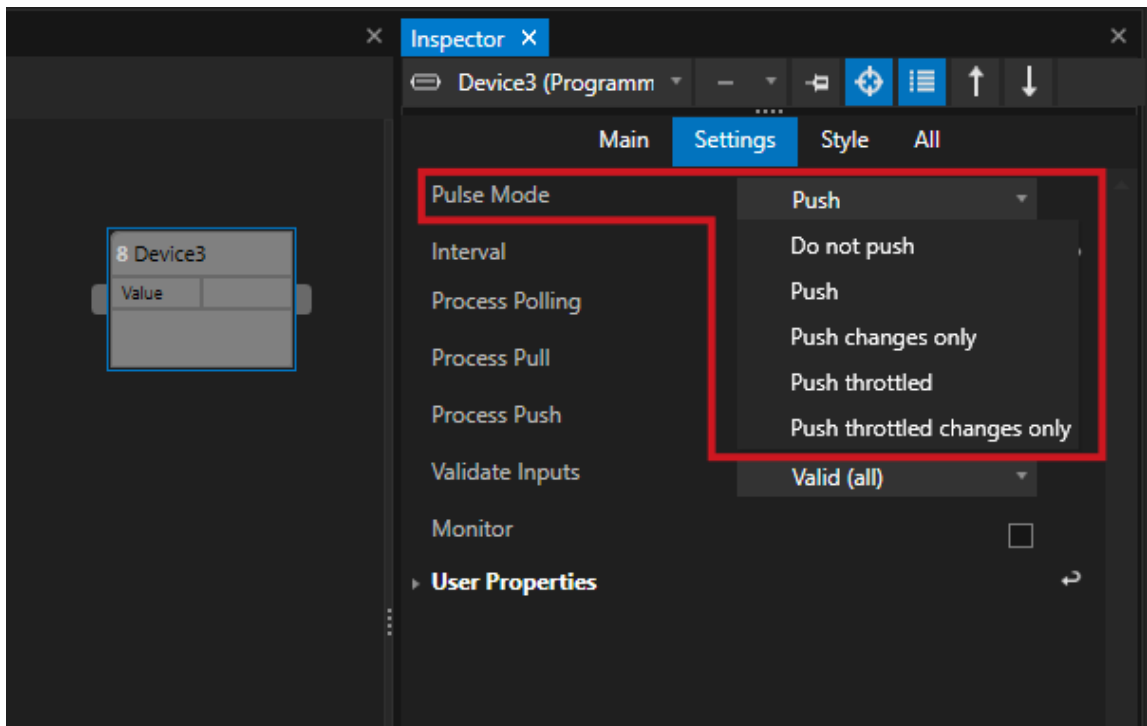 Inspector
Device3 (Programm
Main Settings Style All
Pulse Mode Push
Do not push
Interval
Push
Process Polling
Push changes only
Process Pull
Push throttled
Process Push
Push throttled changes only
Validate Inputs Valid (all)
Monitor
User Properties
8 Device3
Value